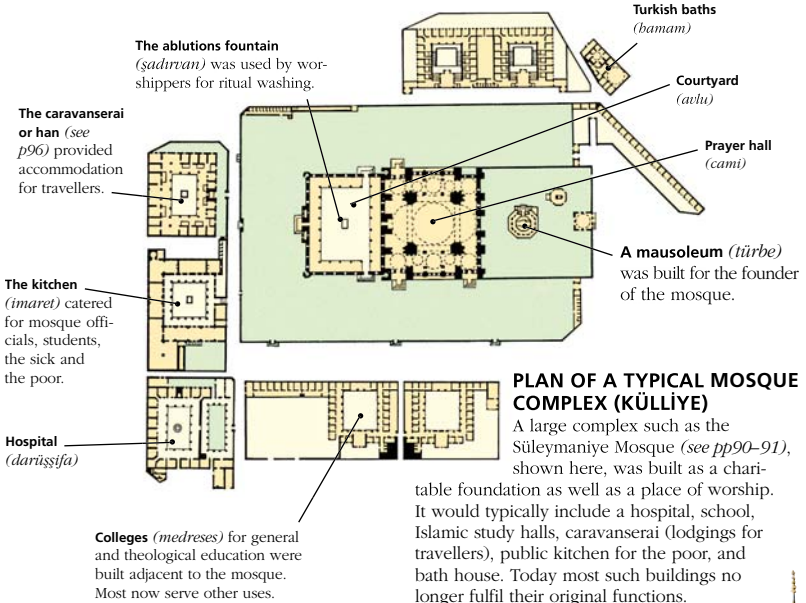 Turkish baths
(hamam)
The ablutions fountain
(şadırvan) was used by wor-
shippers for ritual washing.
Courtyard
(avlu)
The caravanserai
or han (see
p96) provided
accommodation
for travellers.
Prayer hall
(cami)
A mausoleum (türbe)
was built for the founder
of the mosque.
The kitchen
(imaret) catered
for mosque offi-
cials, students,
the sick and
the poor.
Hospital
(darüşşifa)
Colleges (medreses) for general
and theological education were
built adjacent to the mosque.
Most now serve other uses.
PLAN OF A TYPICAL MOSQUE
COMPLEX (KÜLLİYE)
A large complex such as the
Süleymaniye Mosque (see pp90–91),
shown here, was built as a chari-
table foundation as well as a place of worship.
It would typically include a hospital, school,
Islamic study halls, caravanserai (lodgings for
travellers), public kitchen for the poor, and
bath house. Today most such buildings no
longer fulfil their original functions.